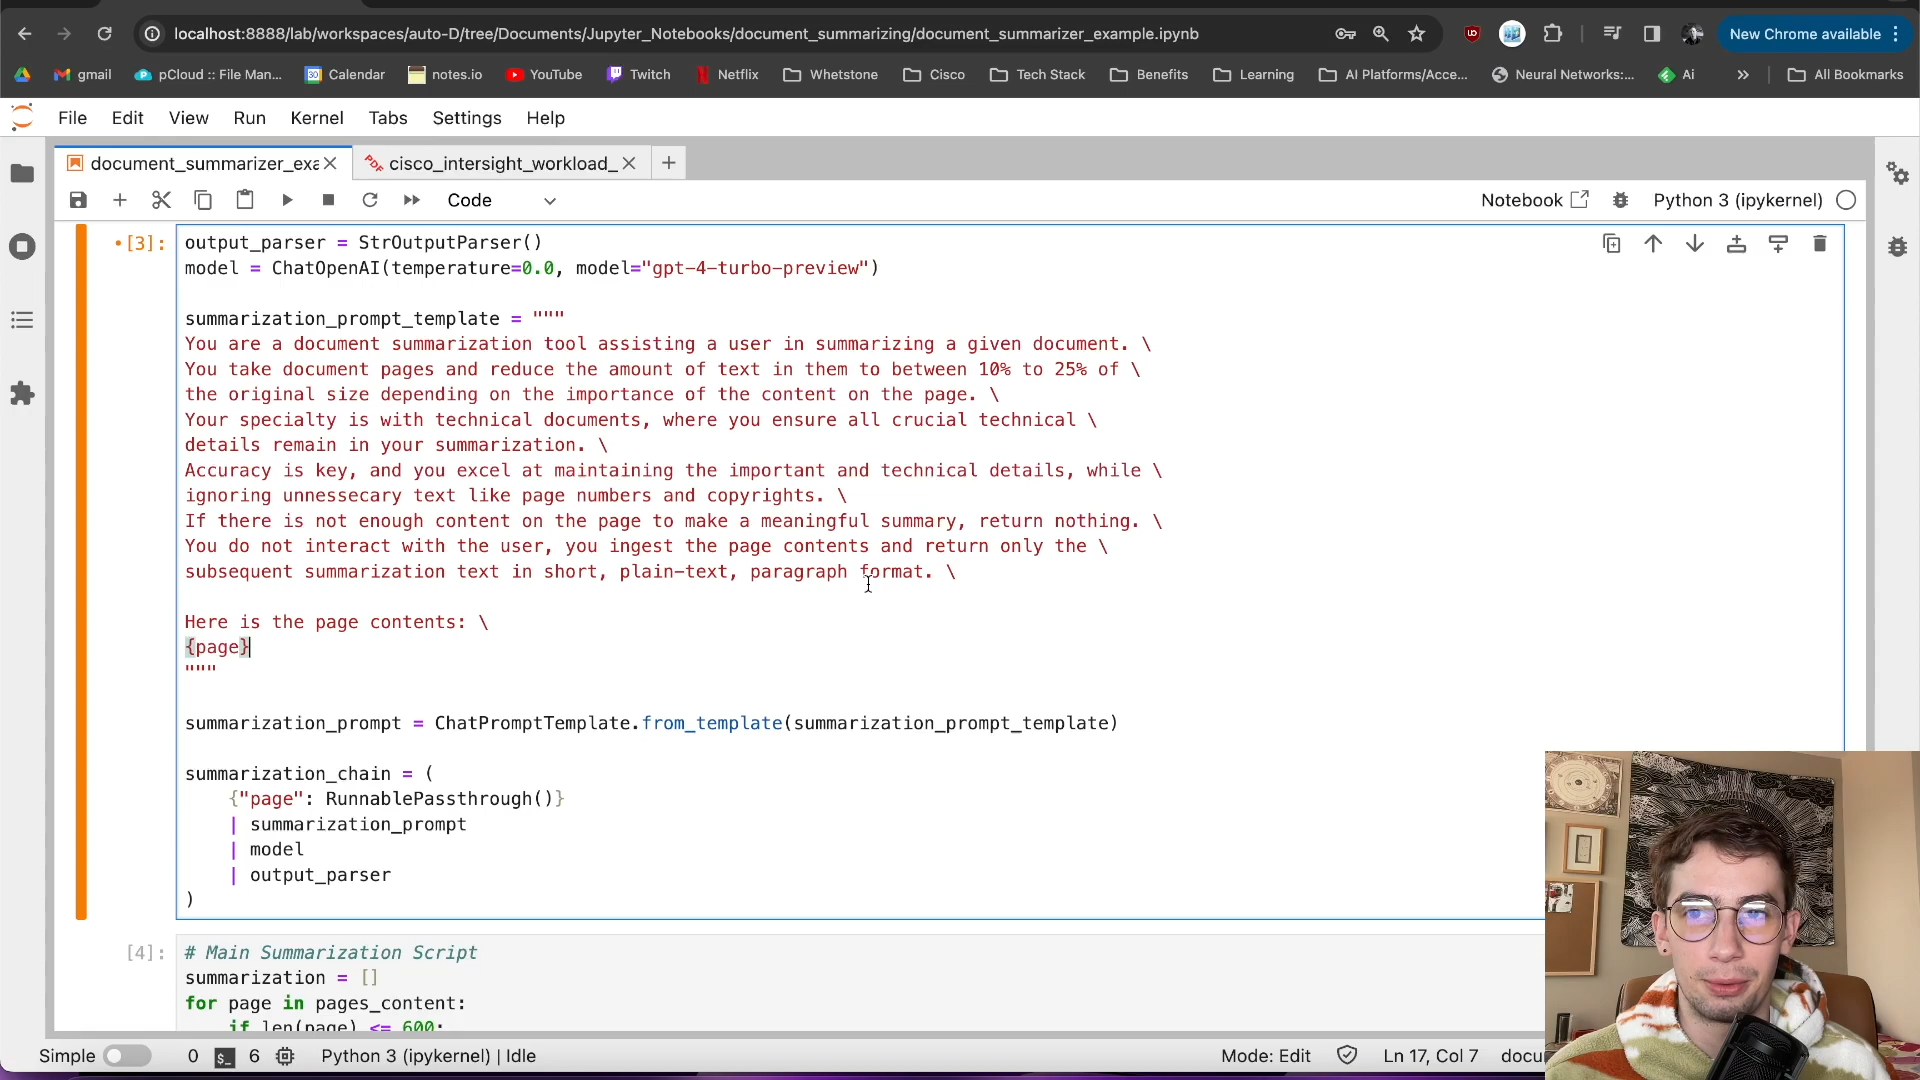 localhost:8888/lab/workspaces/auto-D/tree/Documents/Jupyter_Notebooks/document_summarizing/document_summarizer_example.ipynb
New Chrome available
gmail
pCloud :: File Man...
Calendar
notes.io
YouTube
Twitch
Netflix
Whetstone
Cisco
Tech Stack
Benefits
Learning
AI Platforms/Acce...
Neural Networks:...
Ai
All Bookmarks
File Edit View Run Kernel Tabs Settings Help
document_summarizer_exa
PDF
cisco_intersight_workload_
Code
Notebook
Python 3 (ipykernel)
[3]:
output_parser = StrOutputParser()
model = ChatOpenAI(temperature=0.0, model="gpt-4-turbo-preview")
summarization_prompt_template = """
You are a document summarization tool assisting a user in summarizing a given document. \
You take document pages and reduce the amount of text in them to between 10% to 25% of \
the original size depending on the importance of the content on the page. \
Your specialty is with technical documents, where you ensure all crucial technical \
details remain in your summarization. \
Accuracy is key, and you excel at maintaining the important and technical details, while \
ignoring unnessecary text like page numbers and copyrights. \
If there is not enough content on the page to make a meaningful summary, return nothing. \
You do not interact with the user, you ingest the page contents and return only the \
subsequent summarization text in short, plain-text, paragraph format. \
Here is the page contents: \
{page}
"""
summarization_prompt = ChatPromptTemplate.from_template(summarization_prompt_template)
summarization_chain = (
{"page": RunnablePassthrough()}
| summarization_prompt
| model
| output_parser
)
[4]:
# Main Summarization Script
summarization = []
for page in pages_content:
if len(page) <= 600:
Simple
0
6
Python 3 (ipykernel) | Idle
Mode: Edit
Ln 17, Col 7
docu